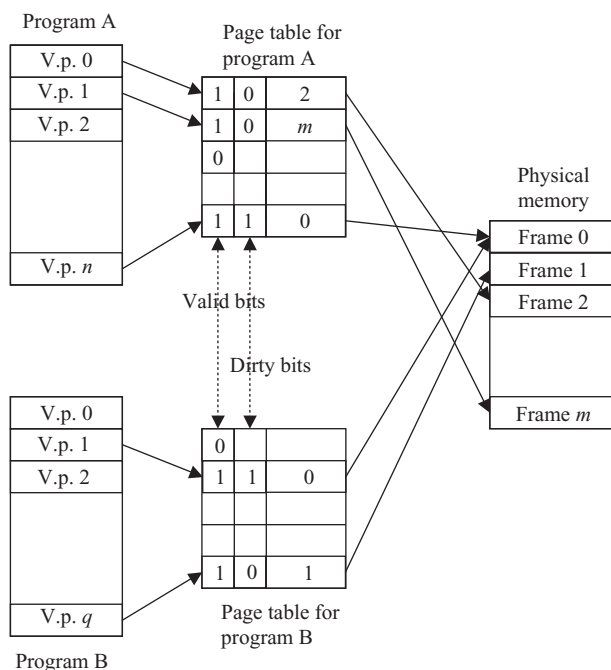 Program A
V.p. 0
V.p. 1
V.p. 2
V.p. n
Page table for
program A
1 0 2
1 0 m
0
1 1 0
Physical
memory
Frame 0
Frame 1
Frame 2
Frame m
Valid bits
Dirty bits
V.p. 0
V.p. 1
V.p. 2
V.p. q
Program B
0
1 1 0
1 0 1
Page table for
program B